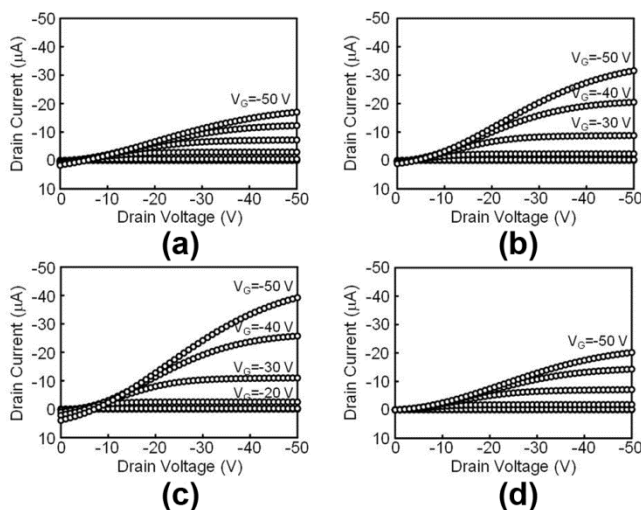 -50
-40
-30
-20
-10
0
10
Drain Current (μA)
V_G=-50 V
0 -10 -20 -30 -40 -50
Drain Voltage (V)
(a)
-50
-40
-30
-20
-10
0
10
Drain Current (μA)
V_G=-50 V
V_G=-40 V
V_G=-30 V
0 -10 -20 -30 -40 -50
Drain Voltage (V)
(b)
-50
-40
-30
-20
-10
0
10
Drain Current (μA)
V_G=-50 V
V_G=-40 V
V_G=-30 V
V_G=-20 V
0 -10 -20 -30 -40 -50
Drain Voltage (V)
(c)
-50
-40
-30
-20
-10
0
10
Drain Current (μA)
V_G=-50 V
0 -10 -20 -30 -40 -50
Drain Voltage (V)
(d)